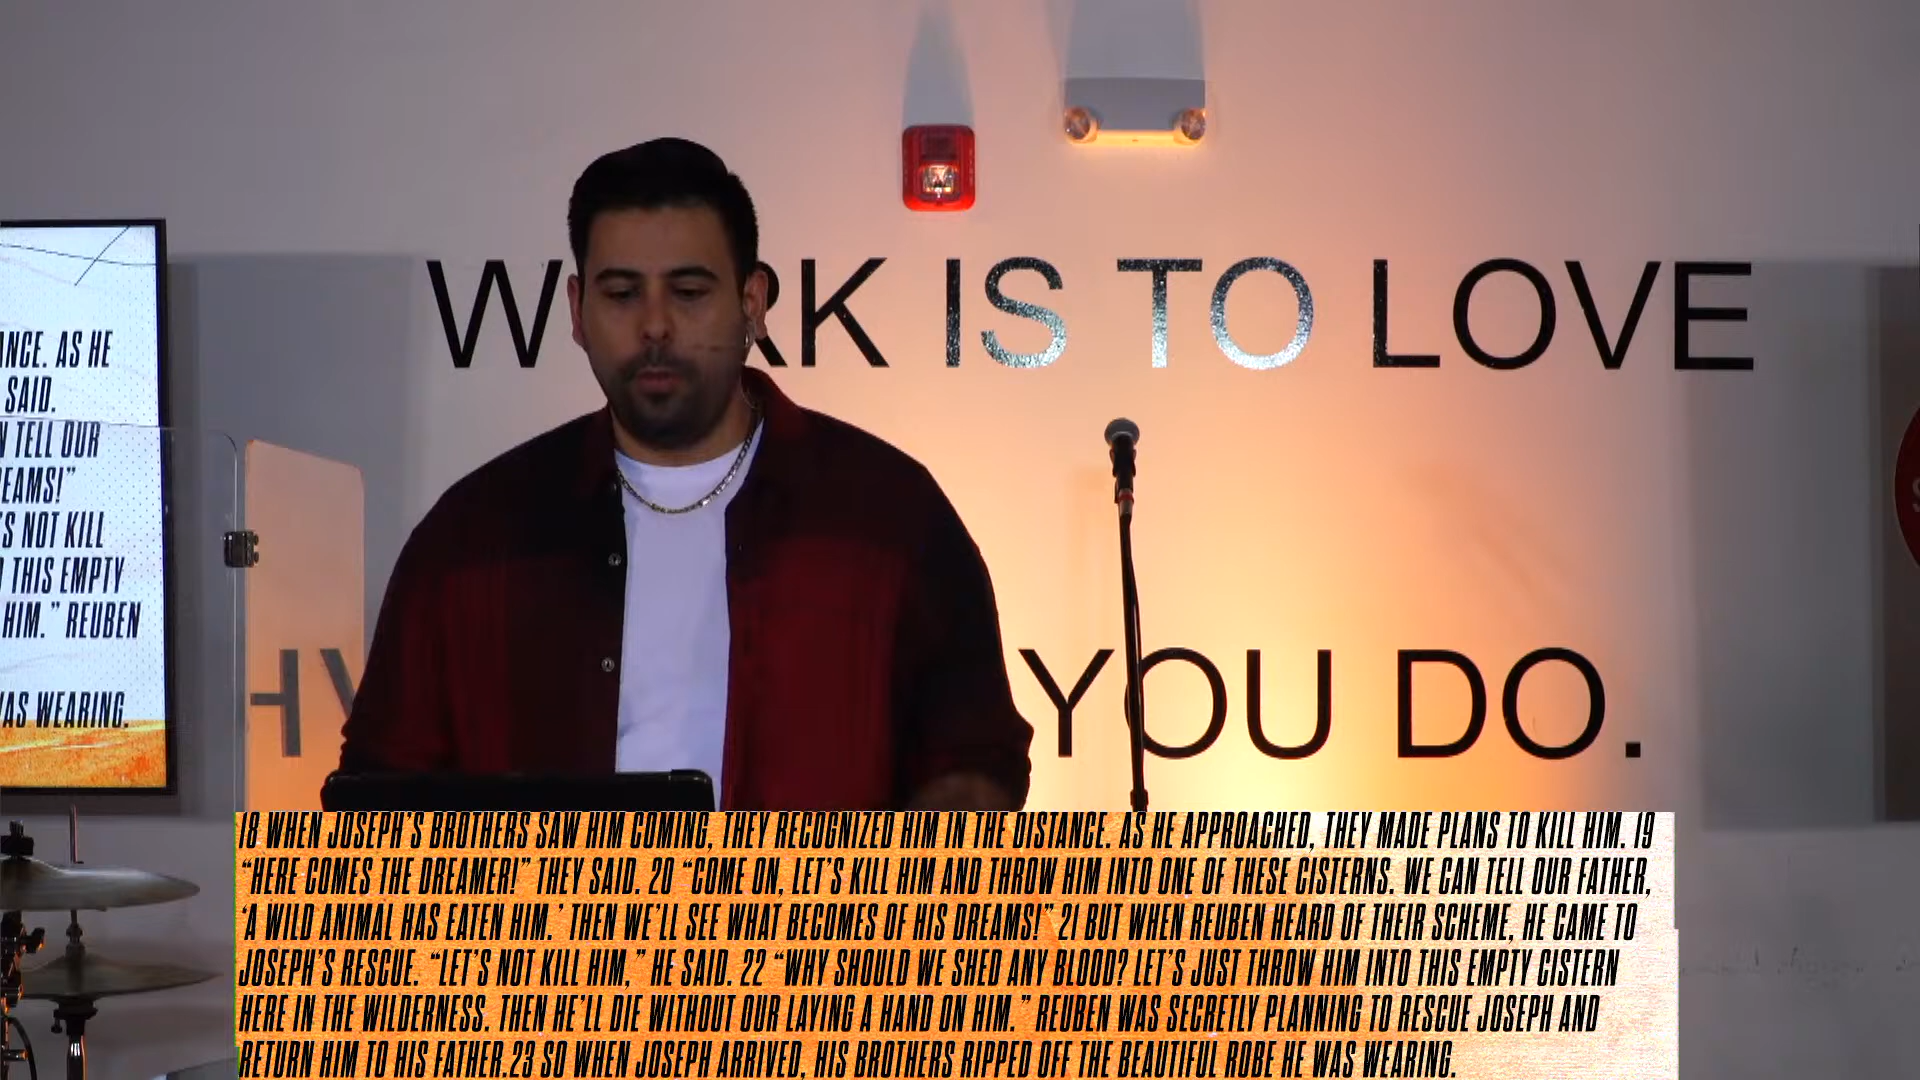 WRK IS TO LOVE
YOU DO.
ANCE. AS HE
SAID.
N TELL OUR
EAMS!”
'S NOT KILL
THIS EMPTY
HIM.” REUBEN
AS WEARING.
18 WHEN JOSEPH'S BROTHERS SAW HIM COMING, THEY RECOGNIZED HIM IN THE DISTANCE. AS HE APPROACHED, THEY MADE PLANS TO KILL HIM. 19
“HERE COMES THE DREAMER!” THEY SAID. 20 “COME ON, LET'S KILL HIM AND THROW HIM INTO ONE OF THESE CISTERNS. WE CAN TELL OUR FATHER,
‘A WILD ANIMAL HAS EATEN HIM.’ THEN WE'LL SEE WHAT BECOMES OF HIS DREAMS!” 21 BUT WHEN REUBEN HEARD OF THEIR SCHEME, HE CAME TO
JOSEPH'S RESCUE. “LET'S NOT KILL HIM,” HE SAID. 22 “WHY SHOULD WE SHED ANY BLOOD? LET'S JUST THROW HIM INTO THIS EMPTY CISTERN
HERE IN THE WILDERNESS. THEN HE'LL DIE WITHOUT OUR LAYING A HAND ON HIM.” REUBEN WAS SECRETLY PLANNING TO RESCUE JOSEPH AND
RETURN HIM TO HIS FATHER.23 SO WHEN JOSEPH ARRIVED, HIS BROTHERS RIPPED OFF THE BEAUTIFUL ROBE HE WAS WEARING.